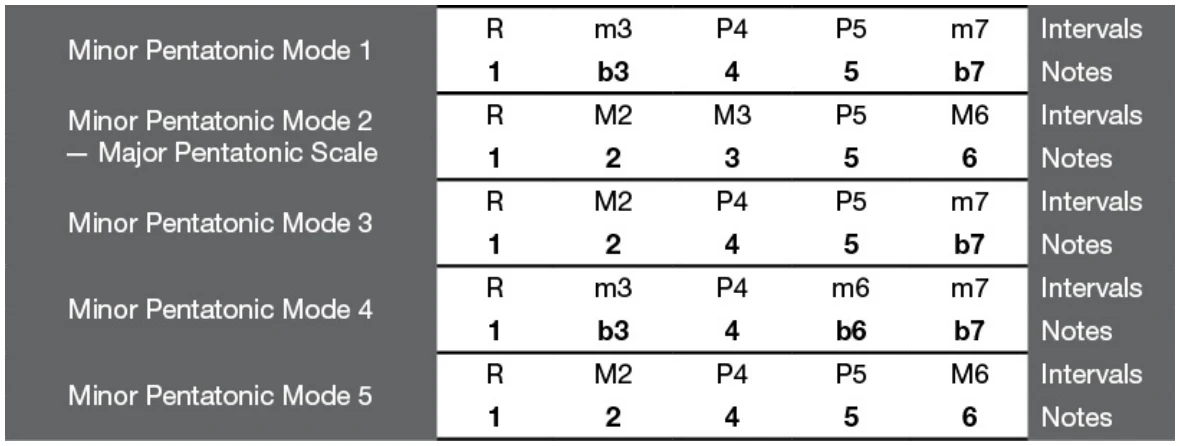 Minor Pentatonic Mode 1
R m3 P4 P5 m7 Intervals
1 b3 4 5 b7 Notes
Minor Pentatonic Mode 2
— Major Pentatonic Scale
R M2 M3 P5 M6 Intervals
1 2 3 5 6 Notes
Minor Pentatonic Mode 3
R M2 P4 P5 m7 Intervals
1 2 4 5 b7 Notes
Minor Pentatonic Mode 4
R m3 P4 m6 m7 Intervals
1 b3 4 b6 b7 Notes
Minor Pentatonic Mode 5
R M2 P4 P5 M6 Intervals
1 2 4 5 6 Notes